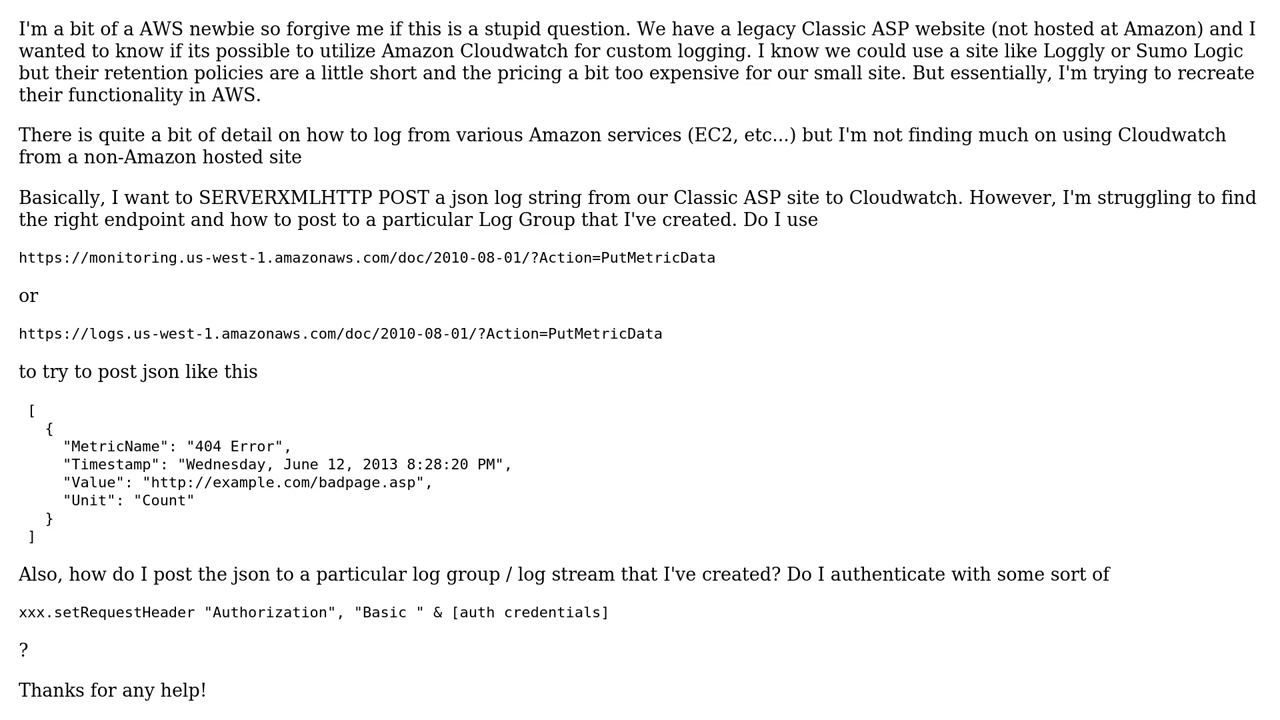 I'm a bit of a AWS newbie so forgive me if this is a stupid question. We have a legacy Classic ASP website (not hosted at Amazon) and I
wanted to know if its possible to utilize Amazon Cloudwatch for custom logging. I know we could use a site like Loggly or Sumo Logic
but their retention policies are a little short and the pricing a bit too expensive for our small site. But essentially, I'm trying to recreate
their functionality in AWS.
There is quite a bit of detail on how to log from various Amazon services (EC2, etc...) but I'm not finding much on using Cloudwatch
from a non-Amazon hosted site
Basically, I want to SERVERXMLHTTP POST a json log string from our Classic ASP site to Cloudwatch. However, I'm struggling to find
the right endpoint and how to post to a particular Log Group that I've created. Do I use
https://monitoring.us-west-1.amazonaws.com/doc/2010-08-01/?Action=PutMetricData
or
https://logs.us-west-1.amazonaws.com/doc/2010-08-01/?Action=PutMetricData
to try to post json like this
[
{
"MetricName": "404 Error",
"Timestamp": "Wednesday, June 12, 2013 8:28:20 PM",
"Value": "http://example.com/badpage.asp",
"Unit": "Count"
}
]
Also, how do I post the json to a particular log group / log stream that I've created? Do I authenticate with some sort of
xxx.setRequestHeader "Authorization", "Basic " & [auth credentials]
?
Thanks for any help!